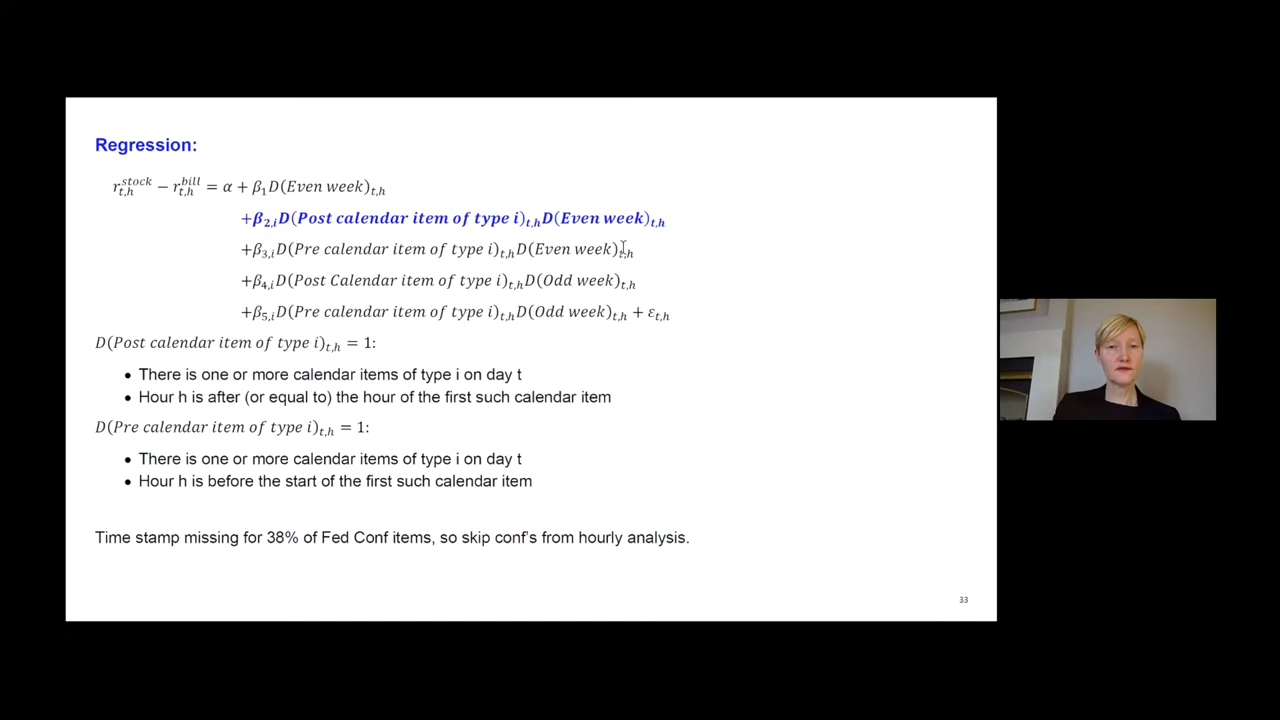 Regression:
r_{t,h}^{stock} − r_{t,h}^{bill} = α + β_1 D(Even week)_{t,h}
+β_{2,i}D(Post calendar item of type i)_{t,h}D(Even week)_{t,h}
+β_{3,i}D(Pre calendar item of type i)_{t,h}D(Even week)_{t,h}
+β_{4,i}D(Post Calendar item of type i)_{t,h}D(Odd week)_{t,h}
+β_{5,i}D(Pre calendar item of type i)_{t,h}D(Odd week)_{t,h} + ε_{t,h}
D(Post calendar item of type i)_{t,h} = 1:
• There is one or more calendar items of type i on day t
• Hour h is after (or equal to) the hour of the first such calendar item
D(Pre calendar item of type i)_{t,h} = 1:
• There is one or more calendar items of type i on day t
• Hour h is before the start of the first such calendar item
Time stamp missing for 38% of Fed Conf items, so skip conf's from hourly analysis.
33